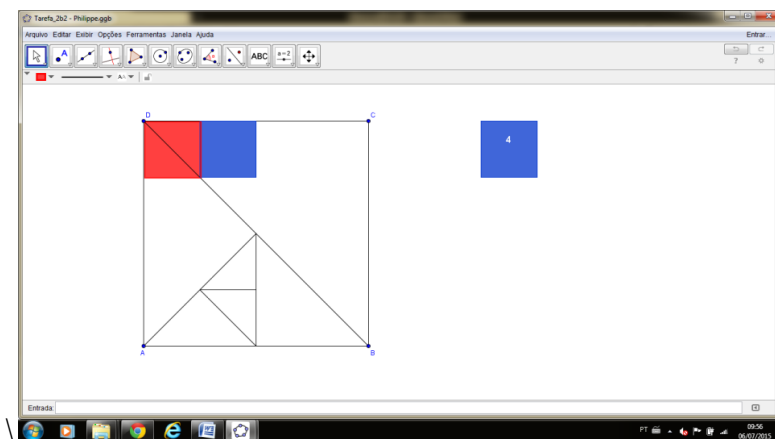 Tarefa_2b2 - Philippe.ggb
Arquivo Editar Exibir Opções Ferramentas Janela Ajuda
Entrar...
A
ABC
a=2
?
AA
D
C
4
A
B
Entrada:
PT
09:56
06/07/2015
\